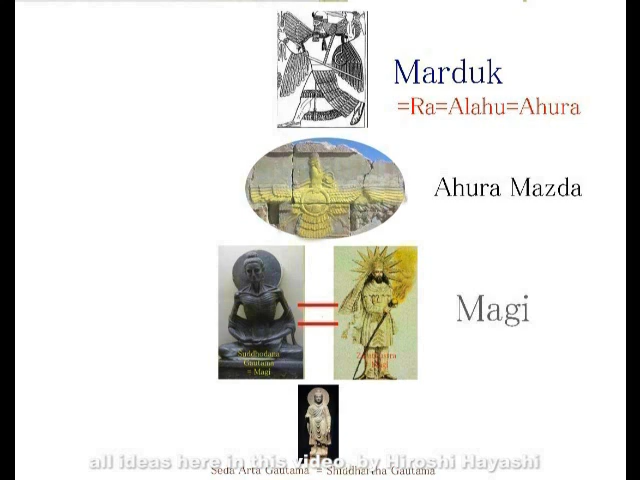 Marduk
=Ra=Alahu=Ahura
Ahura Mazda
Suddhodana
Gautama
= Magi
Magi
all ideas here in this video, by Hiroshi Hayashi
Seda Arta Gautama = Shuddhartha Gautama